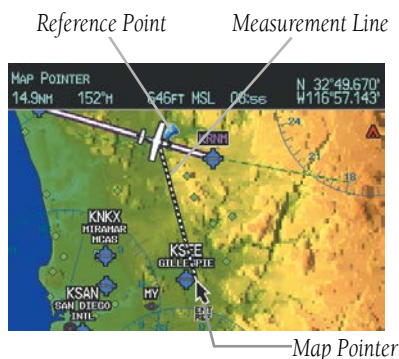 Reference Point
Measurement Line
MAP POINTER
14.9NM 152°M 646FT MSL 06:56
N 32°49.670'
W116°57.143'
KRNM
24
21
18
KNKX
MIRAMAR
MCAS
KSEE
GILLESPIE
KSAN
SAN DIEGO
INTL
MY
Map Pointer